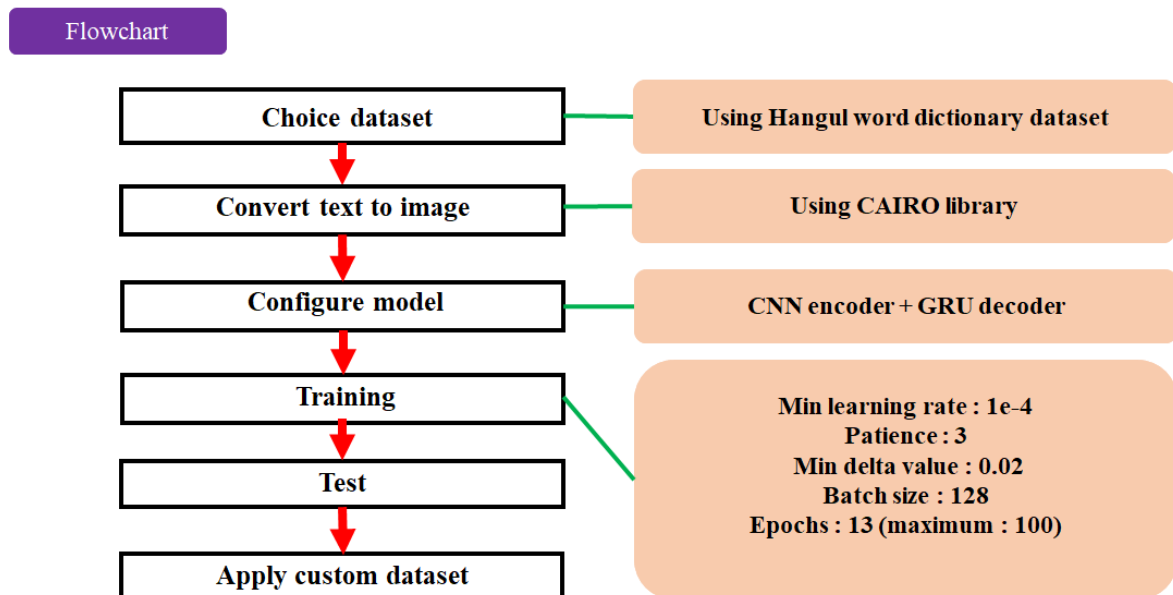 Flowchart
Choice dataset
Using Hangul word dictionary dataset
Convert text to image
Using CAIRO library
Configure model
CNN encoder + GRU decoder
Training
Min learning rate : 1e-4
Patience : 3
Min delta value : 0.02
Batch size : 128
Epochs : 13 (maximum : 100)
Test
Apply custom dataset